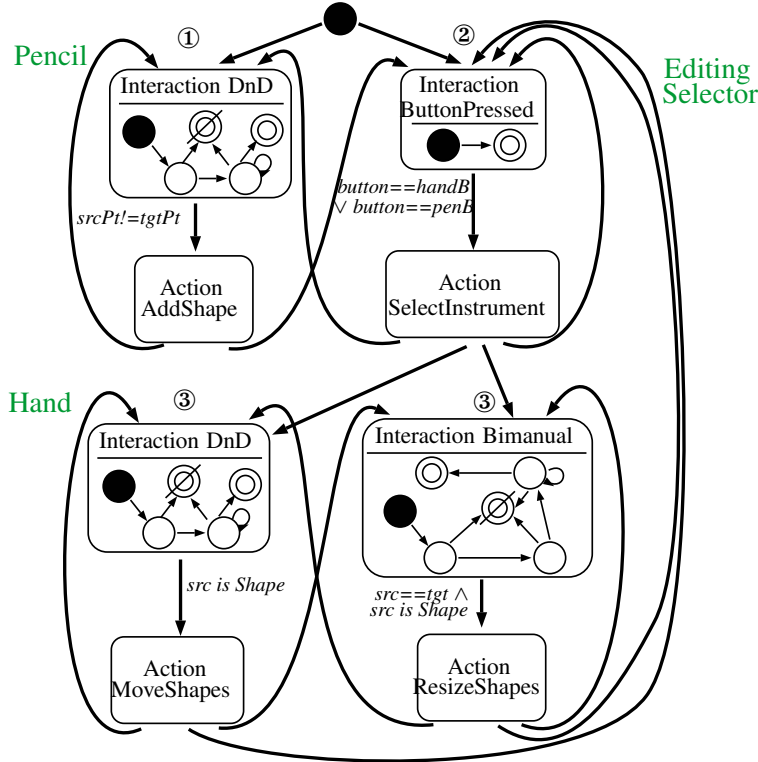 ①
②
Pencil
Editing
Selector
Interaction DnD
Interaction
ButtonPressed
button==handB
∨ button==penB
srcPt!=tgtPt
Action
AddShape
Action
SelectInstrument
Hand
③
③
Interaction DnD
Interaction Bimanual
src is Shape
src==tgt ∧
src is Shape
Action
MoveShapes
Action
ResizeShapes